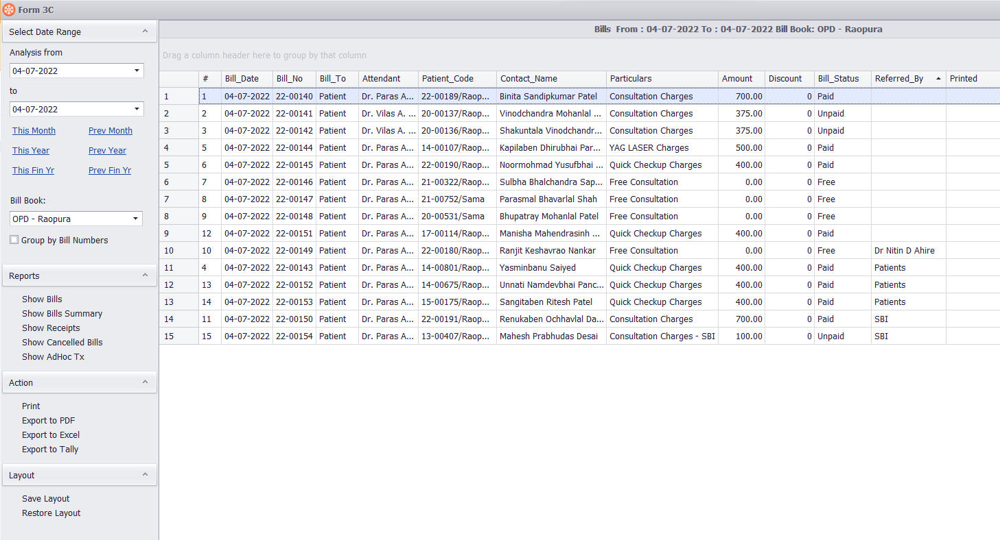 Form 3C
Select Date Range
Analysis from
04-07-2022
to
04-07-2022
This Month Prev Month
This Year Prev Year
This Fin Yr Prev Fin Yr
Bill Book:
OPD - Raopura
Group by Bill Numbers
Reports
Show Bills
Show Bills Summary
Show Receipts
Show Cancelled Bills
Show AdHoc Tx
Action
Print
Export to PDF
Export to Excel
Export to Tally
Layout
Save Layout
Restore Layout
Bills From : 04-07-2022 To : 04-07-2022 Bill Book: OPD - Raopura
Drag a column header here to group by that column
# Bill_Date Bill_No Bill_To Attendant Patient_Code Contact_Name Particulars Amount Discount Bill_Status Referred_By Printed
1 1 04-07-2022 22-00140 Patient Dr. Paras A... 22-00189/Raop... Binita Sandipkumar Patel Consultation Charges 700.00 0 Paid
2 2 04-07-2022 22-00141 Patient Dr. Vilas A. ... 20-00137/Raop... Vinodchandra Mohanlal ... Consultation Charges 375.00 0 Unpaid
3 3 04-07-2022 22-00142 Patient Dr. Vilas A. ... 20-00136/Raop... Shakuntala Vinodchandr... Consultation Charges 375.00 0 Unpaid
4 5 04-07-2022 22-00144 Patient Dr. Paras A... 14-00107/Raop... Kapilaben Dhirubhai Par... YAG LASER Charges 500.00 0 Paid
5 6 04-07-2022 22-00145 Patient Dr. Paras A... 22-00190/Raop... Noormohmad Yusufbhai ... Quick Checkup Charges 400.00 0 Paid
6 7 04-07-2022 22-00146 Patient Dr. Paras A... 21-00322/Raop... Sulbha Bhalchandra Sap... Free Consultation 0.00 0 Free
7 8 04-07-2022 22-00147 Patient Dr. Paras A... 21-00752/Sama Parasmal Bhavarlal Shah Free Consultation 0.00 0 Free
8 9 04-07-2022 22-00148 Patient Dr. Paras A... 20-00531/Sama Bhupatray Mohanlal Patel Free Consultation 0.00 0 Free
9 12 04-07-2022 22-00151 Patient Dr. Paras A... 17-00114/Raop... Manisha Mahendrasinh ... Quick Checkup Charges 400.00 0 Paid
10 10 04-07-2022 22-00149 Patient Dr. Paras A... 22-00180/Raop... Ranjit Keshavrao Nankar Free Consultation 0.00 0 Free Dr Nitin D Ahire
11 4 04-07-2022 22-00143 Patient Dr. Paras A... 14-00801/Raop... Yasminbanu Saiyed Quick Checkup Charges 400.00 0 Paid Patients
12 13 04-07-2022 22-00152 Patient Dr. Paras A... 14-00675/Raop... Unnati Namdevbhai Panc... Quick Checkup Charges 400.00 0 Paid Patients
13 14 04-07-2022 22-00153 Patient Dr. Paras A... 15-00175/Raop... Sangitaben Ritesh Patel Quick Checkup Charges 400.00 0 Paid Patients
14 11 04-07-2022 22-00150 Patient Dr. Paras A... 22-00191/Raop... Renukaben Ochhavlal Da... Consultation Charges 700.00 0 Paid SBI
15 15 04-07-2022 22-00154 Patient Dr. Paras A... 13-00407/Raop... Mahesh Prabhudas Desai Consultation Charges - SBI 100.00 0 Unpaid SBI